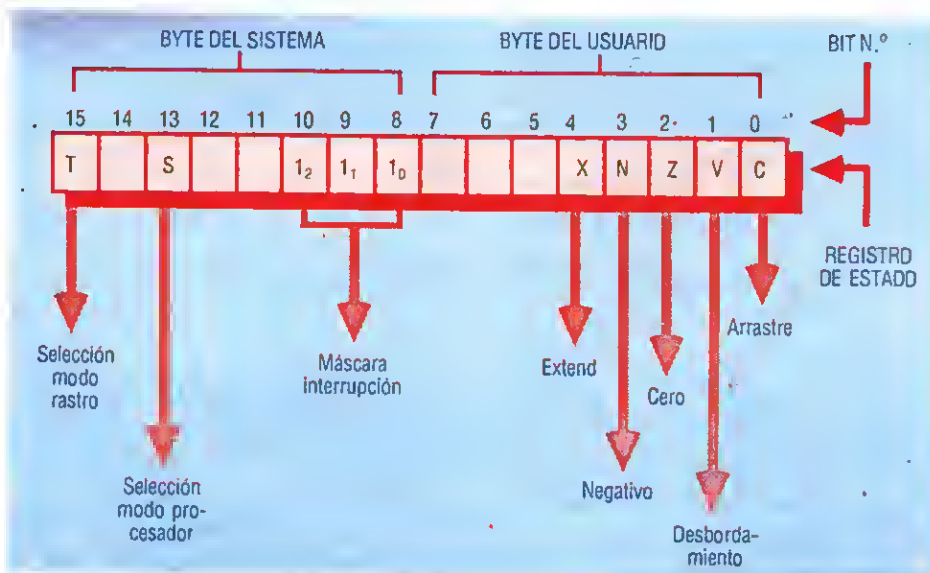 BYTE DEL SISTEMA BYTE DEL USUARIO BIT N.º
15 14 13 12 11 10 9 8 7 6 5 4 3 2 1 0
T S 1₂ 1₁ 1₀ X N Z V C
REGISTRO
DE ESTADO
Arrastre
Selección
modo
rastro
Máscara
interrupción
Extend
Cero
Selección
modo pro-
cesador
Negativo
Desborda-
miento